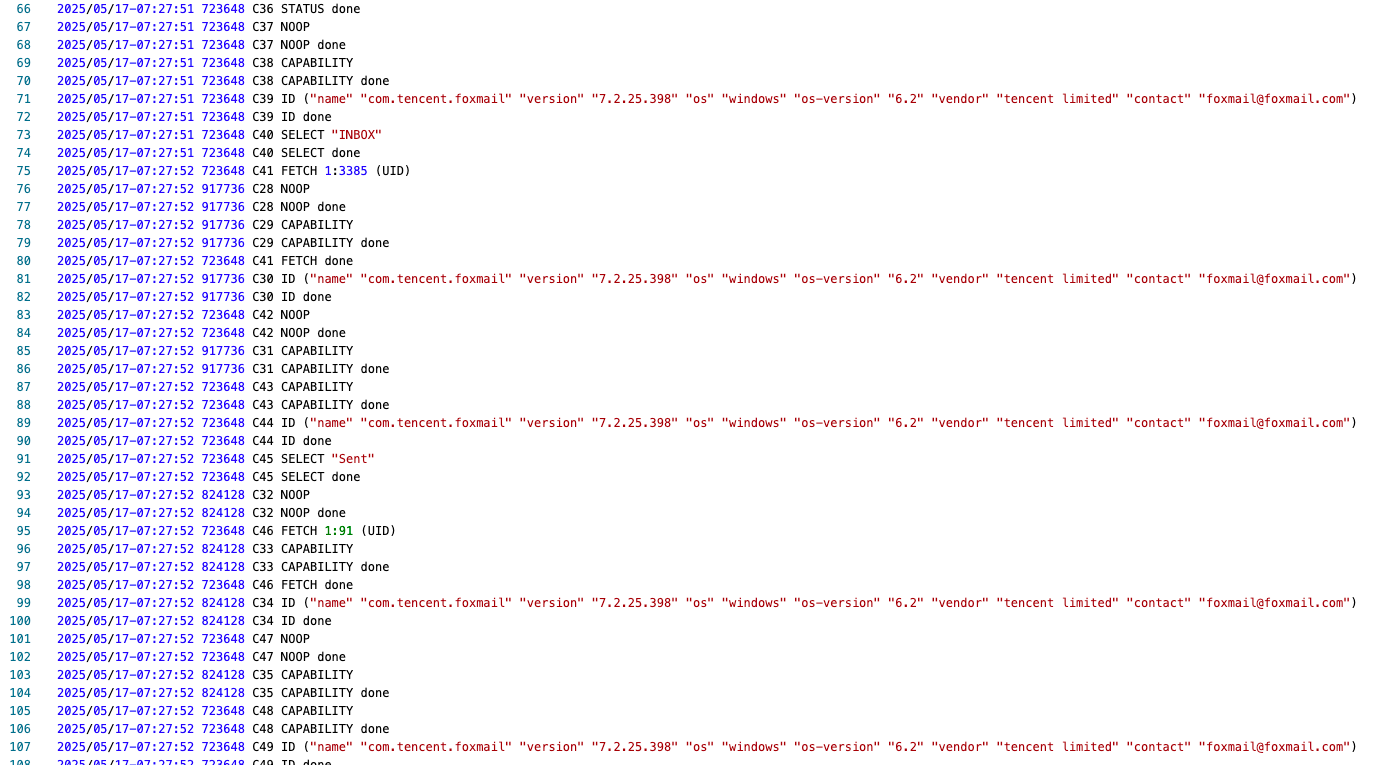 66 2025/05/17-07:27:51 723648 C36 STATUS done
67 2025/05/17-07:27:51 723648 C37 NOOP
68 2025/05/17-07:27:51 723648 C37 NOOP done
69 2025/05/17-07:27:51 723648 C38 CAPABILITY
70 2025/05/17-07:27:51 723648 C38 CAPABILITY done
71 2025/05/17-07:27:51 723648 C39 ID ("name" "com.tencent.foxmail" "version" "7.2.25.398" "os" "windows" "os-version" "6.2" "vendor" "tencent limited" "contact" "foxmail@foxmail.com")
72 2025/05/17-07:27:51 723648 C39 ID done
73 2025/05/17-07:27:51 723648 C40 SELECT "INBOX"
74 2025/05/17-07:27:51 723648 C40 SELECT done
75 2025/05/17-07:27:52 723648 C41 FETCH 1:3385 (UID)
76 2025/05/17-07:27:52 917736 C28 NOOP
77 2025/05/17-07:27:52 917736 C28 NOOP done
78 2025/05/17-07:27:52 917736 C29 CAPABILITY
79 2025/05/17-07:27:52 917736 C29 CAPABILITY done
80 2025/05/17-07:27:52 723648 C41 FETCH done
81 2025/05/17-07:27:52 917736 C30 ID ("name" "com.tencent.foxmail" "version" "7.2.25.398" "os" "windows" "os-version" "6.2" "vendor" "tencent limited" "contact" "foxmail@foxmail.com")
82 2025/05/17-07:27:52 917736 C30 ID done
83 2025/05/17-07:27:52 723648 C42 NOOP
84 2025/05/17-07:27:52 723648 C42 NOOP done
85 2025/05/17-07:27:52 917736 C31 CAPABILITY
86 2025/05/17-07:27:52 917736 C31 CAPABILITY done
87 2025/05/17-07:27:52 723648 C43 CAPABILITY
88 2025/05/17-07:27:52 723648 C43 CAPABILITY done
89 2025/05/17-07:27:52 723648 C44 ID ("name" "com.tencent.foxmail" "version" "7.2.25.398" "os" "windows" "os-version" "6.2" "vendor" "tencent limited" "contact" "foxmail@foxmail.com")
90 2025/05/17-07:27:52 723648 C44 ID done
91 2025/05/17-07:27:52 723648 C45 SELECT "Sent"
92 2025/05/17-07:27:52 723648 C45 SELECT done
93 2025/05/17-07:27:52 824128 C32 NOOP
94 2025/05/17-07:27:52 824128 C32 NOOP done
95 2025/05/17-07:27:52 723648 C46 FETCH 1:91 (UID)
96 2025/05/17-07:27:52 824128 C33 CAPABILITY
97 2025/05/17-07:27:52 824128 C33 CAPABILITY done
98 2025/05/17-07:27:52 723648 C46 FETCH done
99 2025/05/17-07:27:52 824128 C34 ID ("name" "com.tencent.foxmail" "version" "7.2.25.398" "os" "windows" "os-version" "6.2" "vendor" "tencent limited" "contact" "foxmail@foxmail.com")
100 2025/05/17-07:27:52 824128 C34 ID done
101 2025/05/17-07:27:52 723648 C47 NOOP
102 2025/05/17-07:27:52 723648 C47 NOOP done
103 2025/05/17-07:27:52 824128 C35 CAPABILITY
104 2025/05/17-07:27:52 824128 C35 CAPABILITY done
105 2025/05/17-07:27:52 723648 C48 CAPABILITY
106 2025/05/17-07:27:52 723648 C48 CAPABILITY done
107 2025/05/17-07:27:52 723648 C49 ID ("name" "com.tencent.foxmail" "version" "7.2.25.398" "os" "windows" "os-version" "6.2" "vendor" "tencent limited" "contact" "foxmail@foxmail.com")
108 2025/05/17-07:27:52 723648 C49 ID done